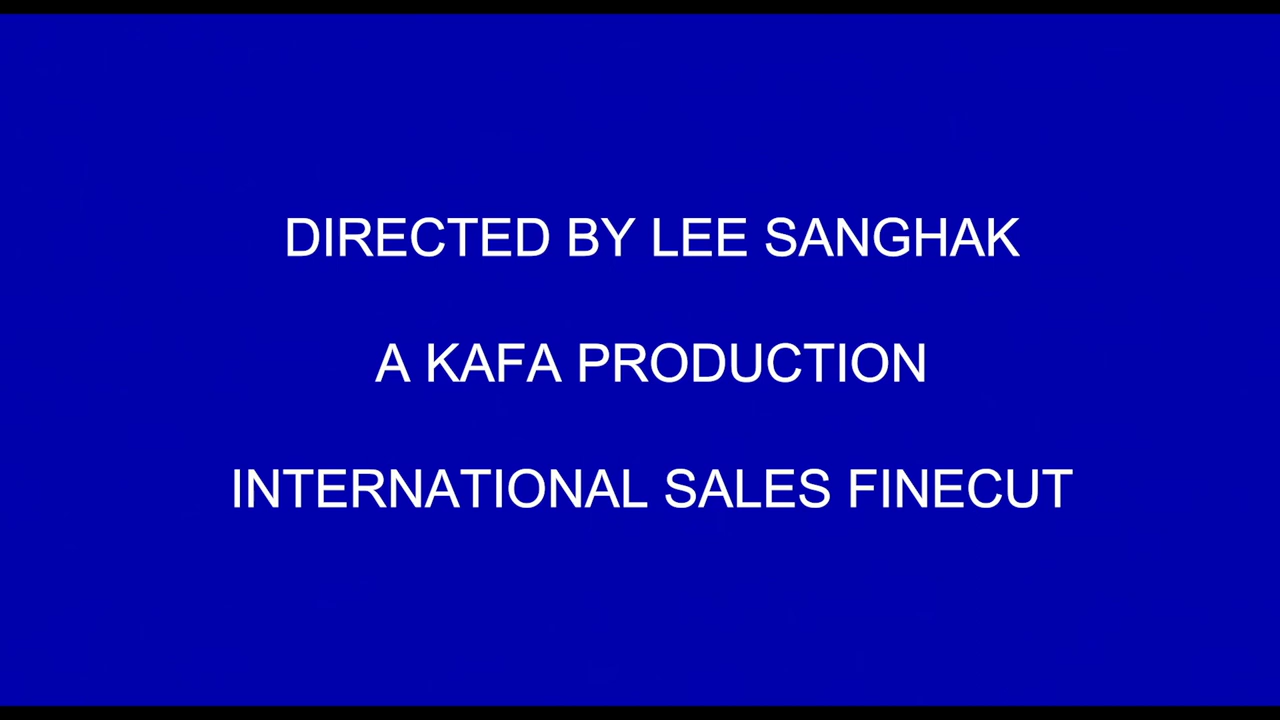 DIRECTED BY LEE SANGHAK
A KAFA PRODUCTION
INTERNATIONAL SALES FINECUT